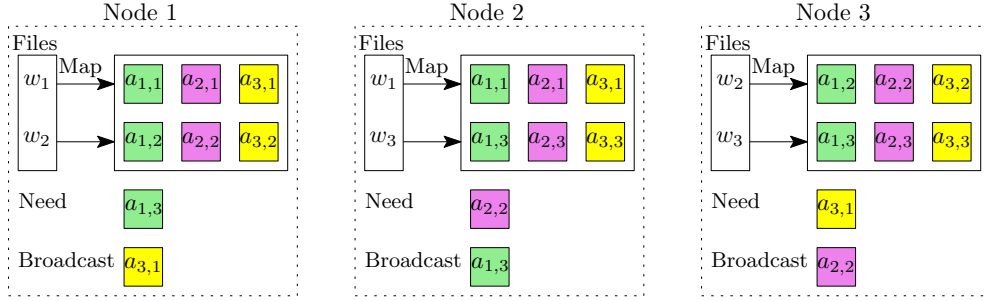 Node 1 Node 2 Node 3
Files Files Files
Map Map Map
w1 a1,1 a2,1 a3,1 w1 a1,1 a2,1 a3,1 w2 a1,2 a2,2 a3,2
w2 a1,2 a2,2 a3,2 w3 a1,3 a2,3 a3,3 w3 a1,3 a2,3 a3,3
Need a1,3 Need a2,2 Need a3,1
Broadcast a3,1 Broadcast a1,3 Broadcast a2,2